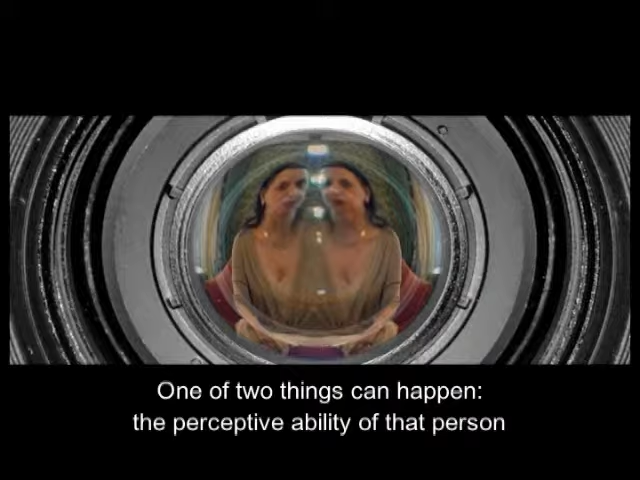 One of two things can happen:
the perceptive ability of that person